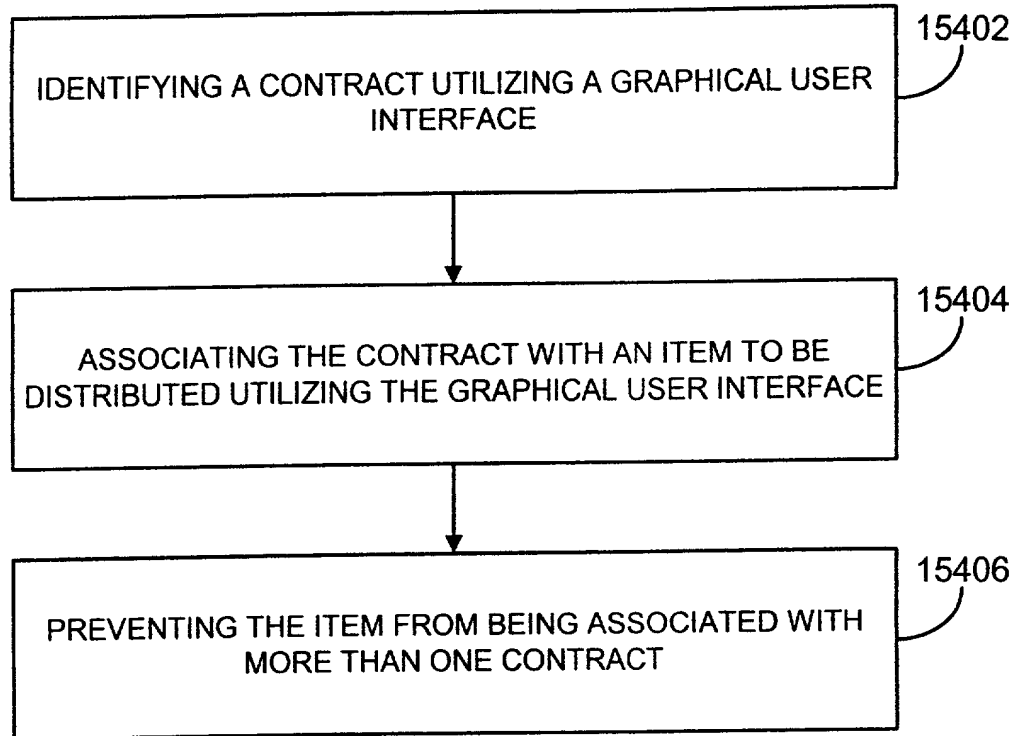 15402
IDENTIFYING A CONTRACT UTILIZING A GRAPHICAL USER
INTERFACE
15404
ASSOCIATING THE CONTRACT WITH AN ITEM TO BE
DISTRIBUTED UTILIZING THE GRAPHICAL USER INTERFACE
15406
PREVENTING THE ITEM FROM BEING ASSOCIATED WITH
MORE THAN ONE CONTRACT